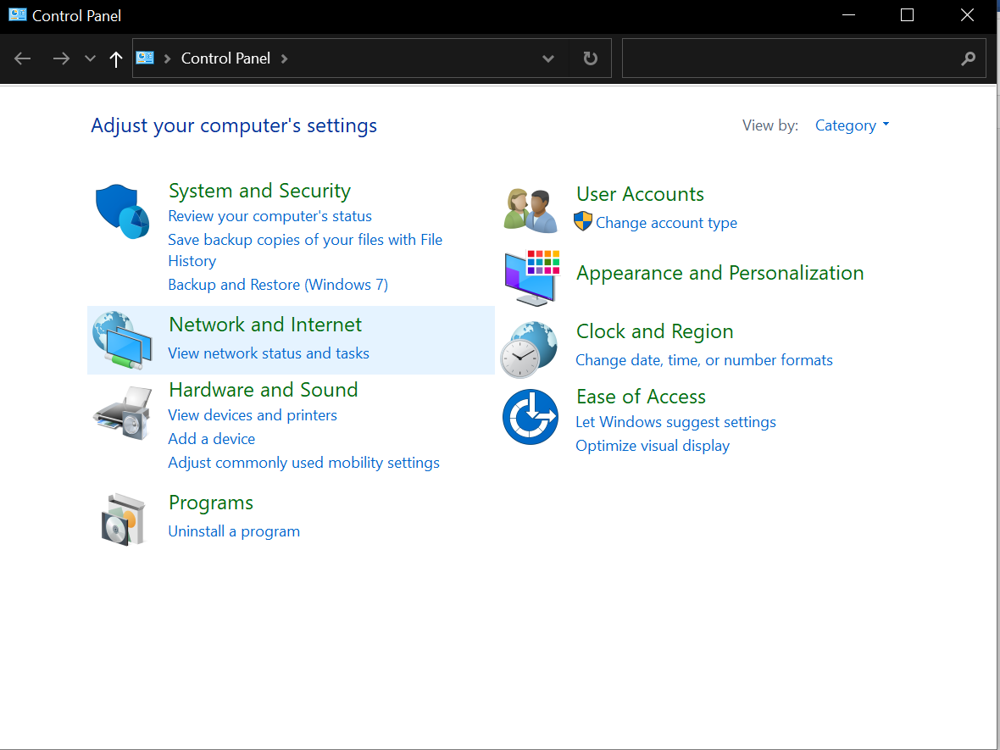 Control Panel
Control Panel
Adjust your computer's settings
View by: Category
System and Security
Review your computer's status
Save backup copies of your files with File
History
Backup and Restore (Windows 7)
Network and Internet
View network status and tasks
Hardware and Sound
View devices and printers
Add a device
Adjust commonly used mobility settings
Programs
Uninstall a program
User Accounts
Change account type
Appearance and Personalization
Clock and Region
Change date, time, or number formats
Ease of Access
Let Windows suggest settings
Optimize visual display